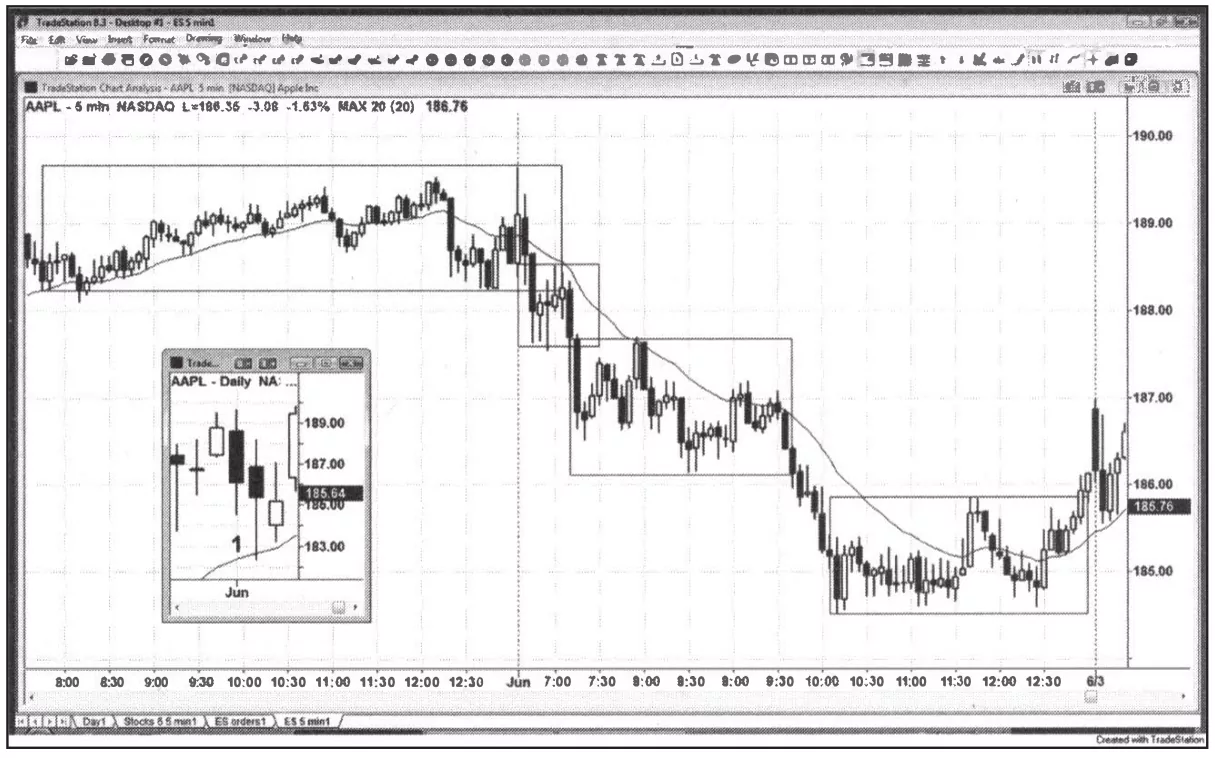 TradeStation 8.3 - Desktop #1 - ES 5 min1
File Edit View Insert Format Drawing Window Help
TradeStation Chart Analysis - AAPL 5 min [NASDAQ] Apple Inc
AAPL - 5 min NASDAQ L=186.35 -3.08 -1.63% MAX 20 (20) 186.76
190.00
189.00
188.00
187.00
186.00
185.76
185.00
Trade...
AAPL - Daily NA: ...
189.00
187.00
185.64
185.00
183.00
1
Jun
8:00 8:30 9:00 9:30 10:00 10:30 11:00 11:30 12:00 12:30 Jun 7:00 7:30 8:00 8:30 9:00 9:30 10:00 10:30 11:00 11:30 12:00 12:30 6/3
Day1 Stocks 5 5 min1 ES orders1 ES 5 min1
Created with TradeStation